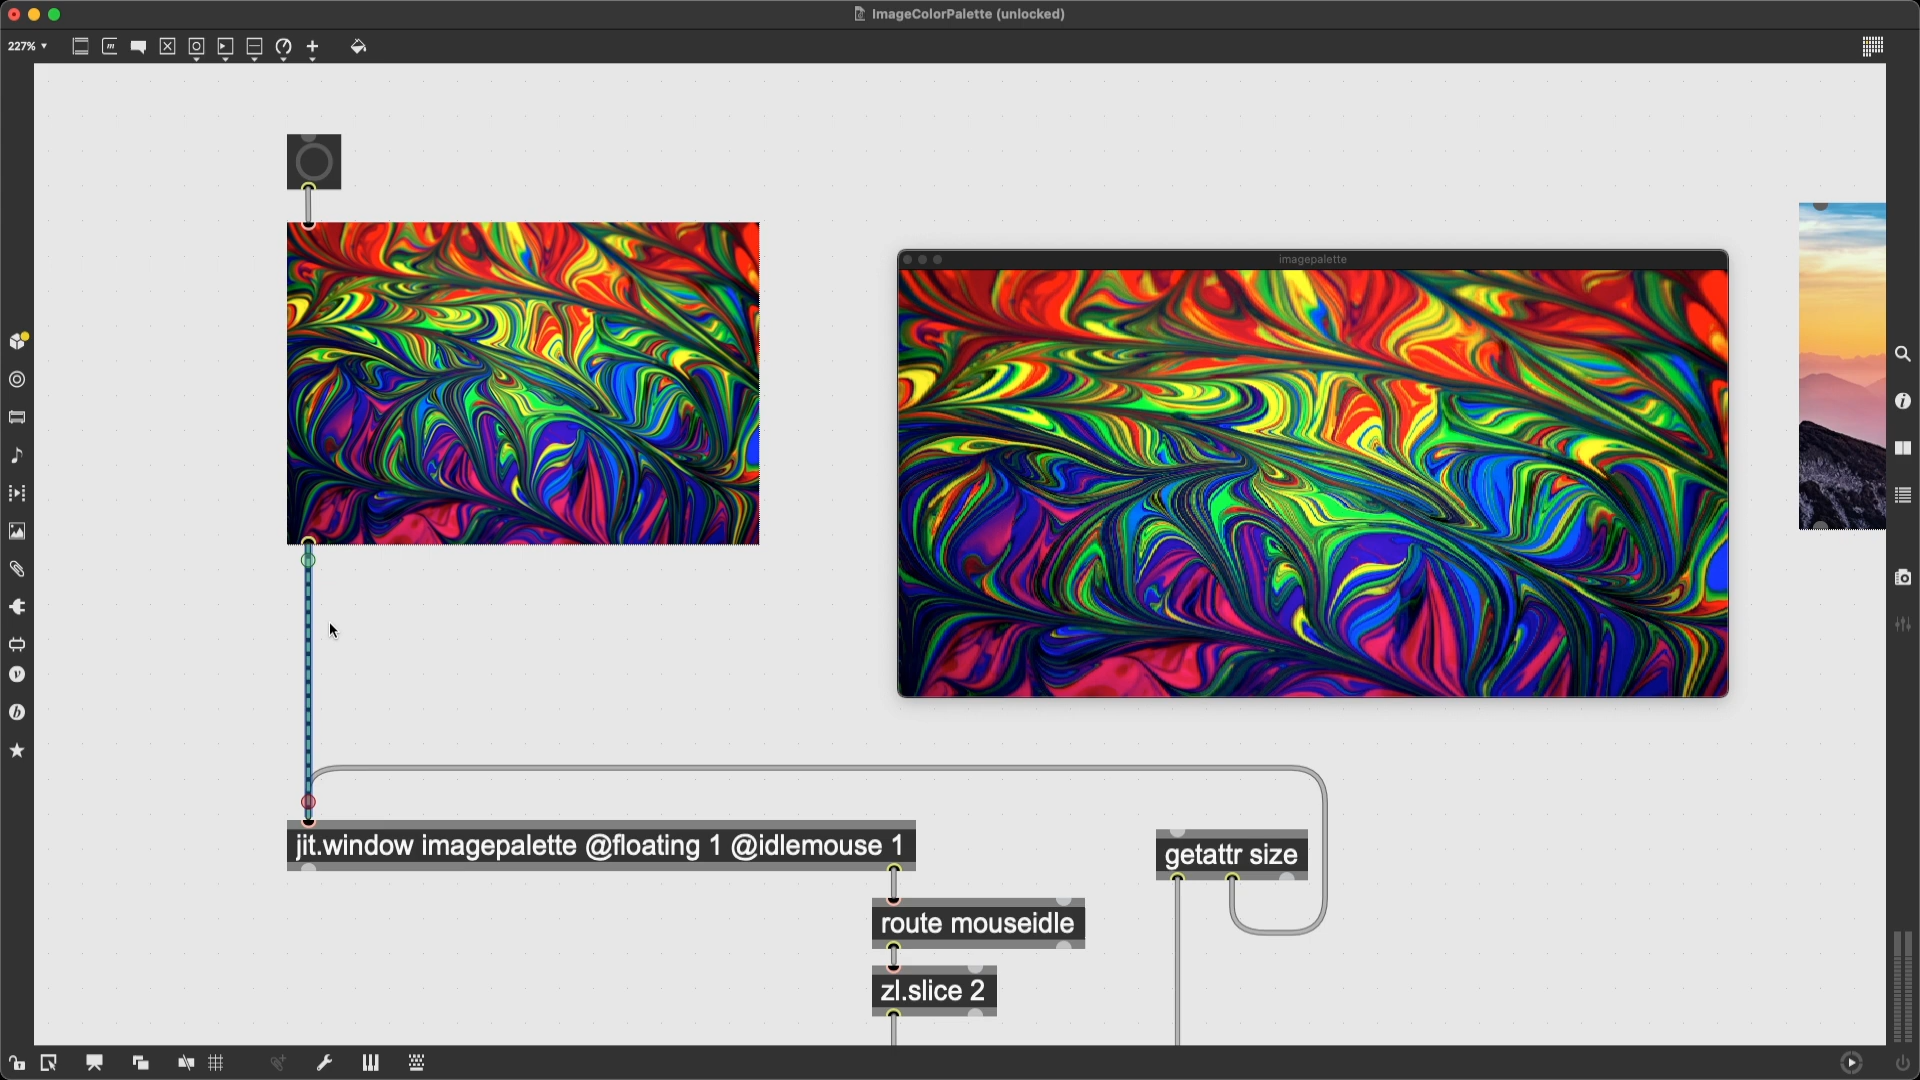 ImageColorPalette (unlocked)
227%
imagepalette
jit.window imagepalette @floating 1 @idlemouse 1
getattr size
route mouseidle
zl.slice 2